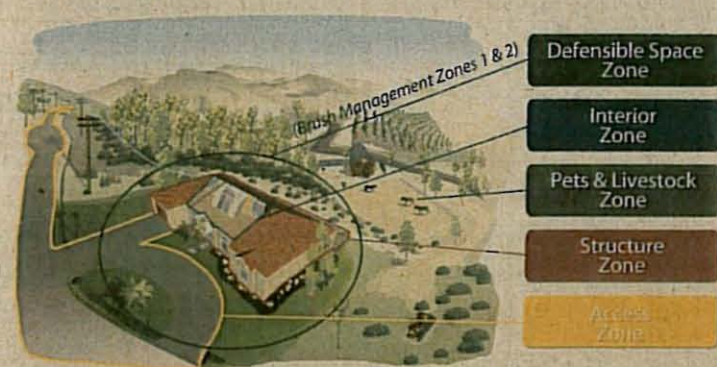 (Brush Management Zones 1 & 2)
Defensible Space
Zone
Interior
Zone
Pets & Livestock
Zone
Structure
Zone
Access
Zone